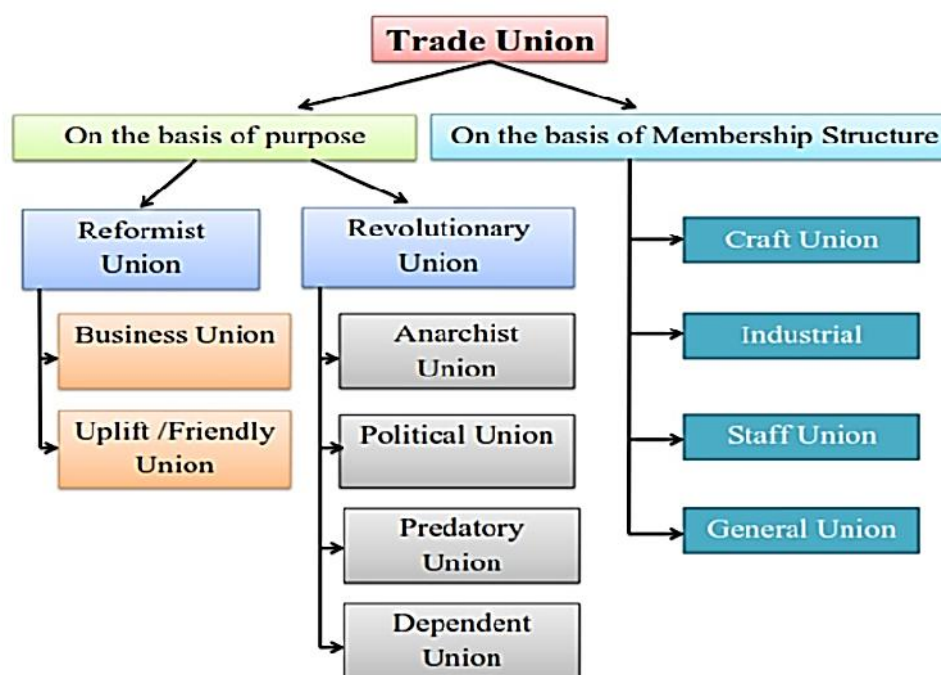 Trade Union
On the basis of purpose
On the basis of Membership Structure
Reformist
Union
Business Union
Uplift /Friendly
Union
Revolutionary
Union
Anarchist
Union
Political Union
Predatory
Union
Dependent
Union
Craft Union
Industrial
Staff Union
General Union